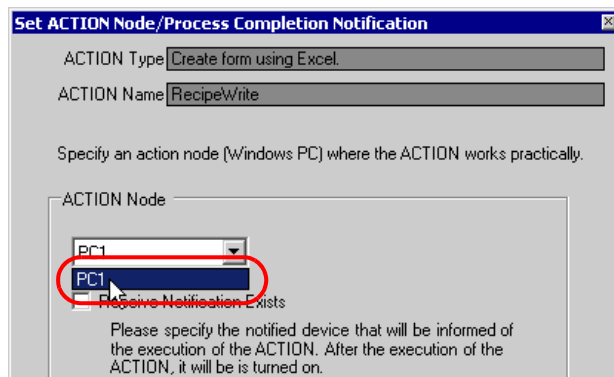 Set ACTION Node/Process Completion Notification
ACTION Type Create form using Excel.
ACTION Name RecipeWrite
Specify an action node (Windows PC) where the ACTION works practically.
ACTION Node
PC1
PC1
Receive Notification Exists
Please specify the notified device that will be informed of
the execution of the ACTION. After the execution of the
ACTION, it will be is turned on.